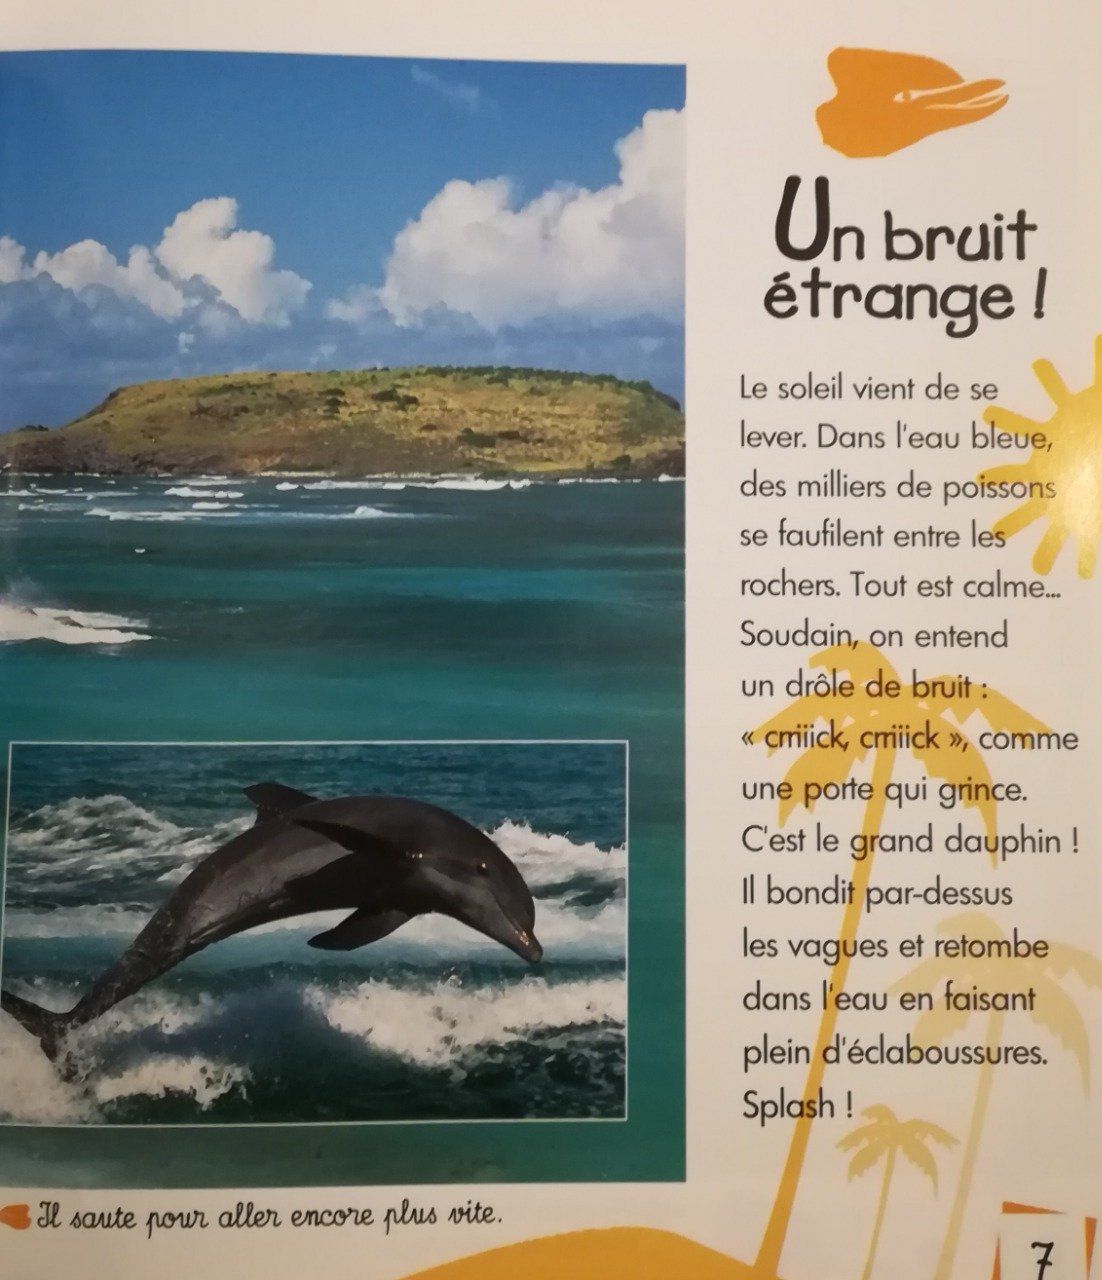 Un bruit
étrange !
Le soleil vient de se
lever. Dans l'eau bleue,
des milliers de poissons
se faufilent entre les
rochers. Tout est calme...
Soudain, on entend
un drôle de bruit :
« crriiick, crriiick », comme
une porte qui grince.
C'est le grand dauphin !
Il bondit par-dessus
les vagues et retombe
dans l'eau en faisant
plein d'éclaboussures.
Splash !
Il saute pour aller encore plus vite.
7